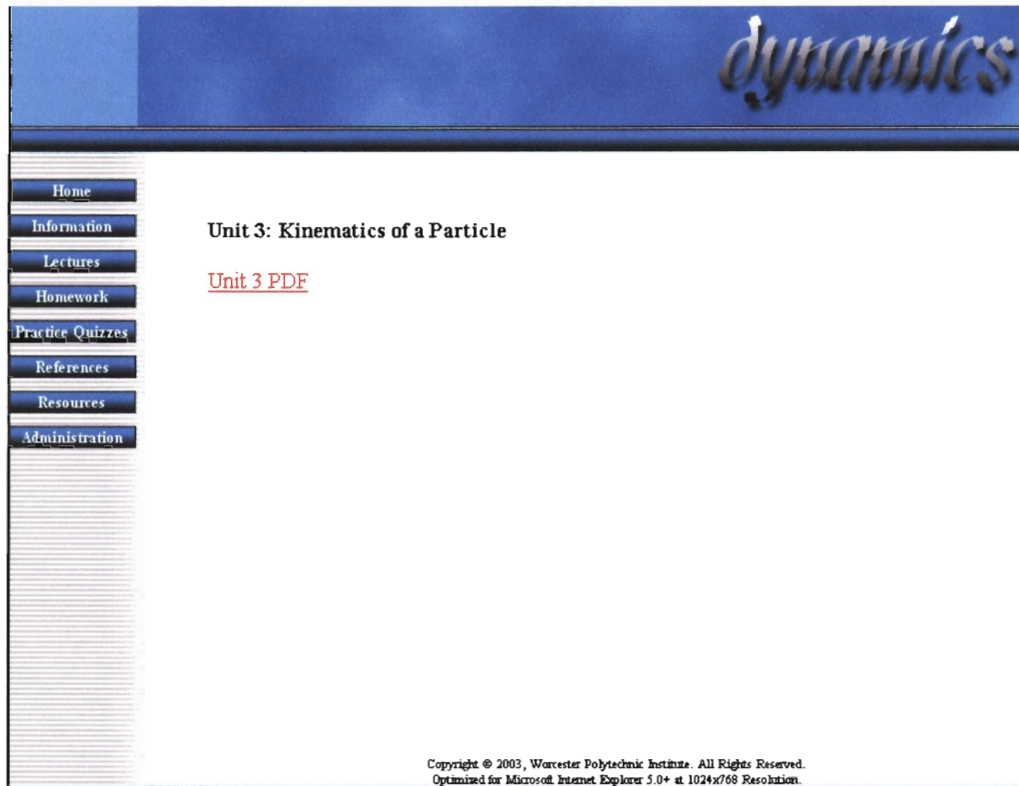 dynamics
Home
Information
Lectures
Homework
Practice Quizzes
References
Resources
Administration
Unit 3: Kinematics of a Particle
Unit 3 PDF
Copyright © 2003, Worcester Polytechnic Institute. All Rights Reserved.
Optimized for Microsoft Internet Explorer 5.0+ at 1024x768 Resolution.